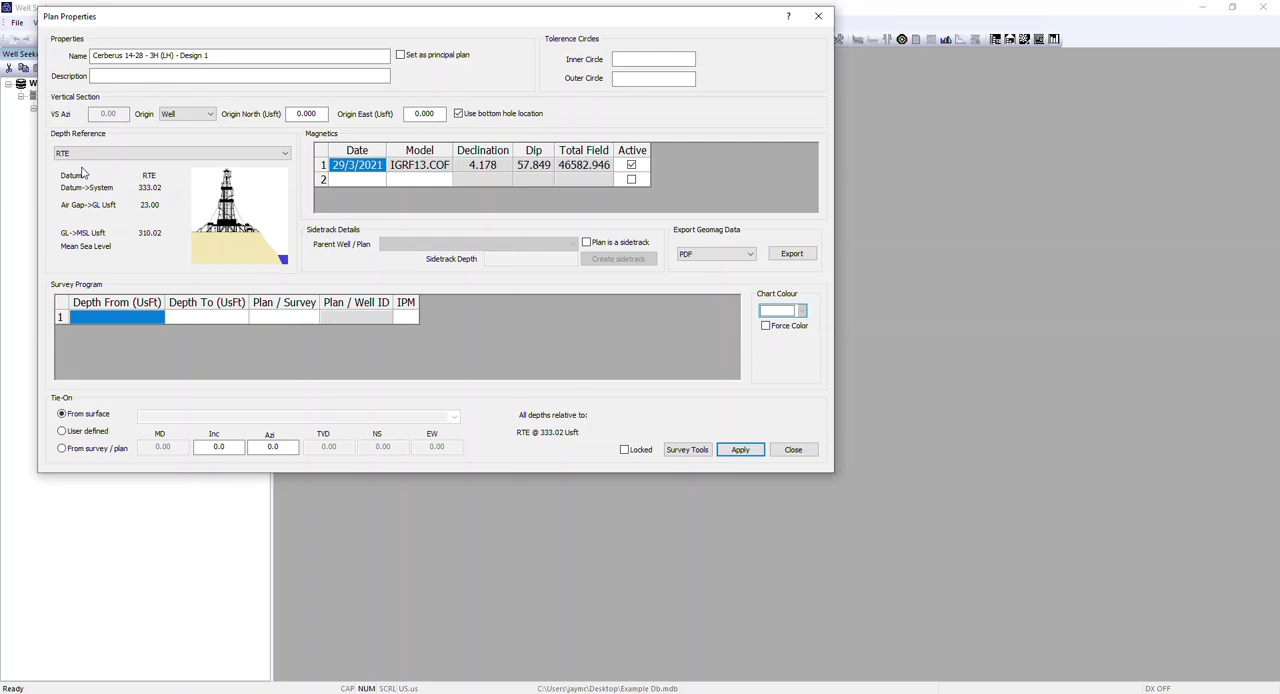 Well Seek
File V
Well Seeke
W
Plan Properties
? ✕
Properties
Name Cerberus 14-28 - 3H (LH) - Design 1
Set as principal plan
Description
Tolerence Circles
Inner Circle
Outer Circle
Vertical Section
VS Azi 0.00 Origin Well Origin North (Usft) 0.000 Origin East (Usft) 0.000 Use bottom hole location
Depth Reference
RTE
Datum RTE
Datum->System 333.02
Air Gap->GL Usft 23.00
GL->MSL Usft 310.02
Mean Sea Level
Magnetics
Date Model Declination Dip Total Field Active
1 29/3/2021 IGRF13.COF 4.178 57.849 46582.946
2
Sidetrack Details
Parent Well / Plan Plan is a sidetrack
Sidetrack Depth Create sidetrack
Export Geomag Data
PDF Export
Survey Program
Depth From (UsFt) Depth To (UsFt) Plan / Survey Plan / Well ID IPM
1
Chart Colour
Force Color
Tie-On
From surface
User defined
From survey / plan
MD Inc Azi TVD NS EW
0.00 0.0 0.0 0.00 0.00 0.00
All depths relative to:
RTE @ 333.02 Usft
Locked Survey Tools Apply Close
Ready CAP NUM SCRL US.us C:\Users\jaymc\Desktop\Example Db.mdb DX OFF